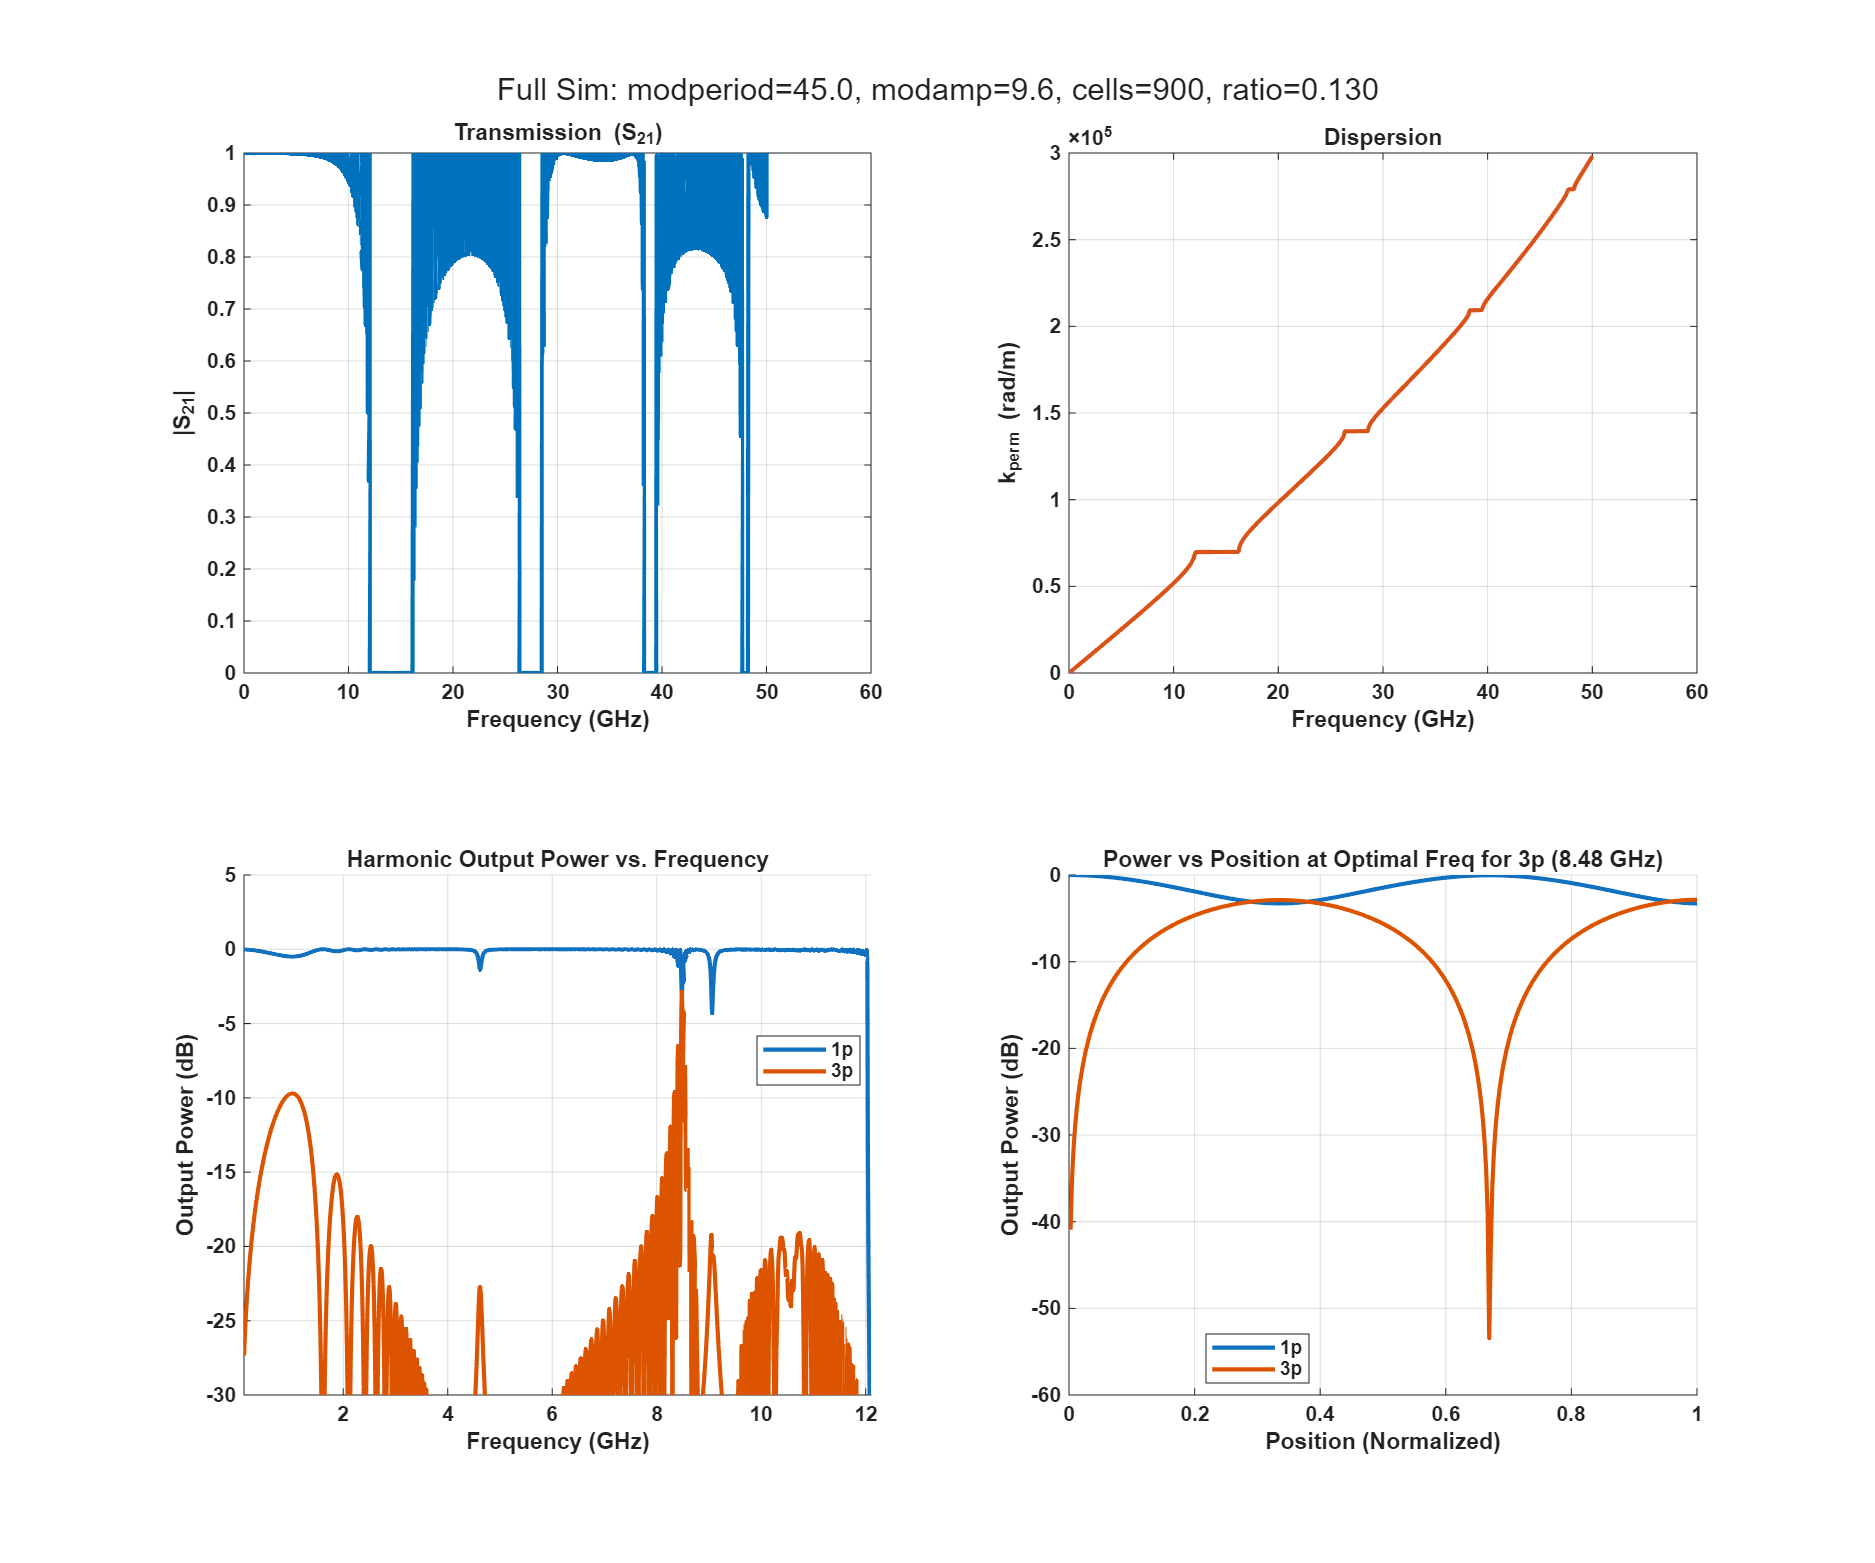 Full Sim: modperiod=45.0, modamp=9.6, cells=900, ratio=0.130
Transmission (S21)
1
0.9
0.8
0.7
0.6
0.5
0.4
0.3
0.2
0.1
0
|S21|
0 10 20 30 40 50 60
Frequency (GHz)
×10^5
Dispersion
3
2.5
2
1.5
1
0.5
0
kperm (rad/m)
0 10 20 30 40 50 60
Frequency (GHz)
Harmonic Output Power vs. Frequency
5
0
-5
-10
-15
-20
-25
-30
Output Power (dB)
1p
3p
2 4 6 8 10 12
Frequency (GHz)
Power vs Position at Optimal Freq for 3p (8.48 GHz)
0
-10
-20
-30
-40
-50
-60
Output Power (dB)
1p
3p
0 0.2 0.4 0.6 0.8 1
Position (Normalized)